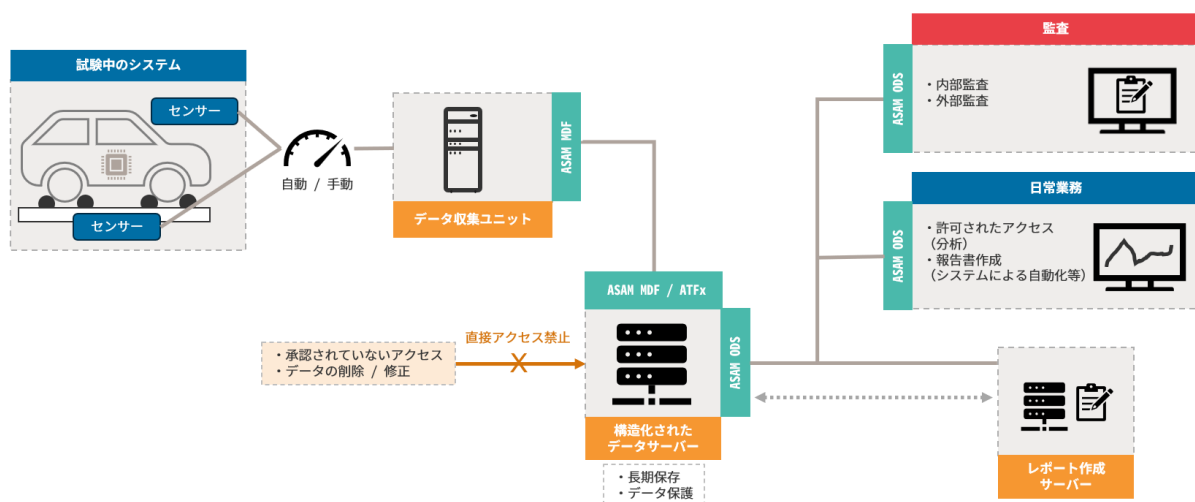 試験中のシステム
センサー
センサー
自動 / 手動
ASAM MDF
データ収集ユニット
ASAM MDF / ATFx
直接アクセス禁止
・承認されていないアクセス
・データの削除 / 修正
ASAM ODS
構造化された
データサーバー
・長期保存
・データ保護
監査
ASAM ODS
・内部監査
・外部監査
日常業務
ASAM ODS
・許可されたアクセス
(分析)
・報告書作成
(システムによる自動化等)
レポート作成
サーバー